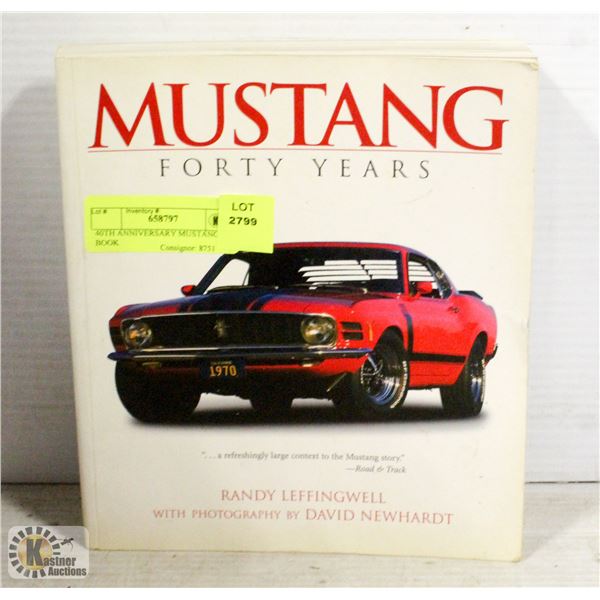 MUSTANG
FORTY YEARS
Lot # Inventory #
658797
LOT
2799
40TH ANNIVERSARY MUSTANG
BOOK Consignor: 8751
1970
"...a refreshingly large context to the Mustang story."
—Road & Track
RANDY LEFFINGWELL
WITH PHOTOGRAPHY BY DAVID NEWHARDT
Kastner
Auctions